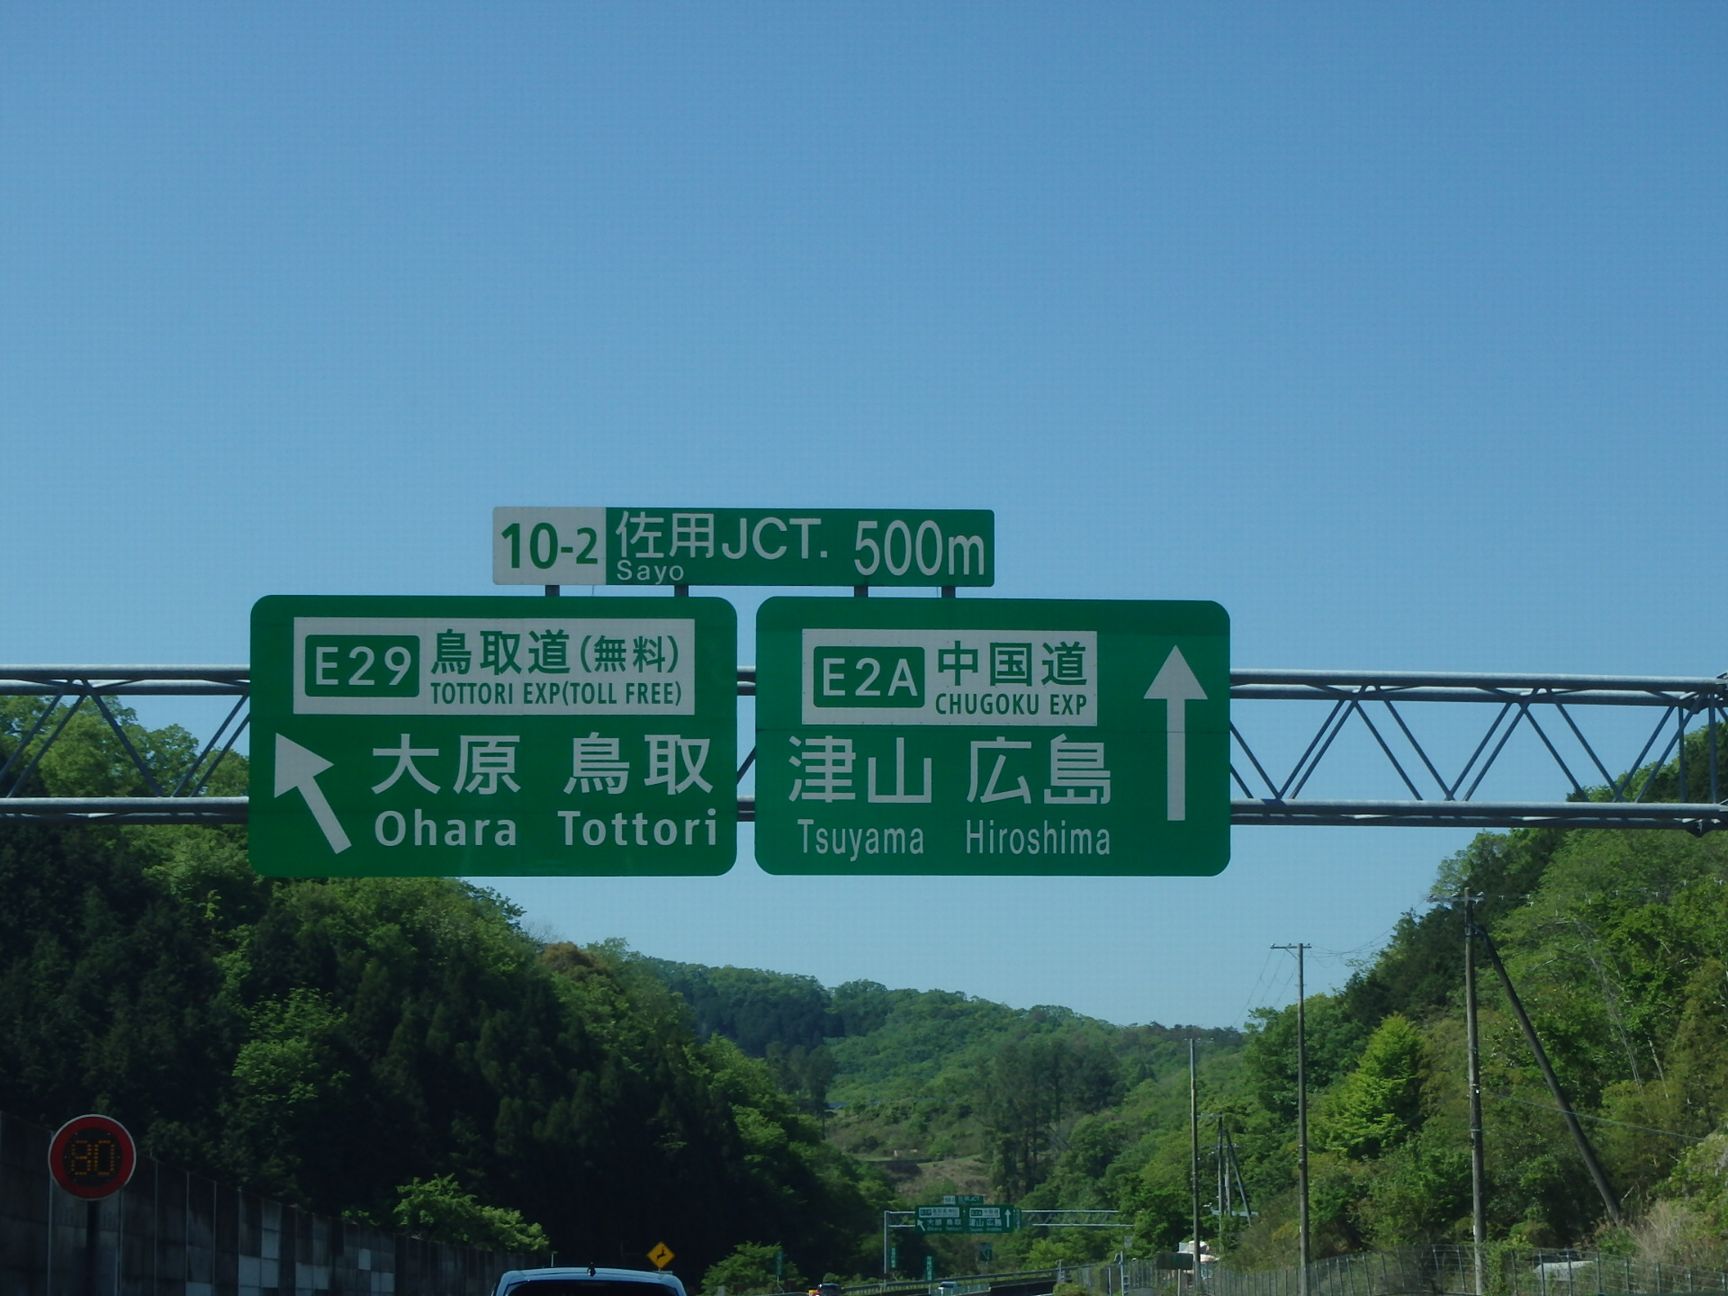 10-2 佐用JCT. 500m
Sayo
E29 鳥取道(無料)
TOTTORI EXP(TOLL FREE)
大原 鳥取
Ohara Tottori
E2A 中国道
CHUGOKU EXP
津山 広島
Tsuyama Hiroshima
80